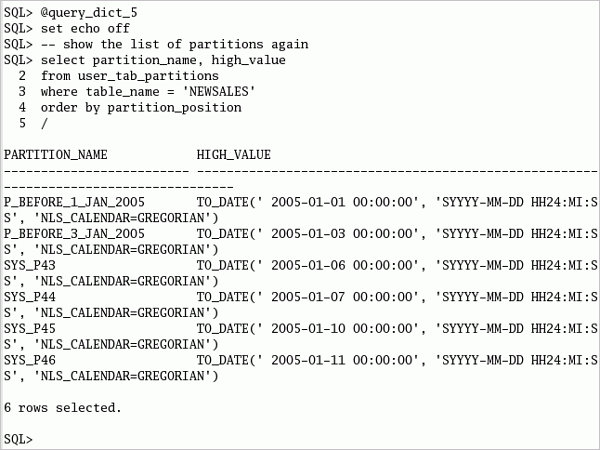 SQL> @query_dict_5
SQL> set echo off
SQL> -- show the list of partitions again
SQL> select partition_name, high_value
  2  from user_tab_partitions
  3  where table_name = 'NEWSALES'
  4  order by partition_position
  5  /
PARTITION_NAME            HIGH_VALUE
------------------------- ------------------------------------------------------
-------------------------------
P_BEFORE_1_JAN_2005       TO_DATE(' 2005-01-01 00:00:00', 'SYYYY-MM-DD HH24:MI:S
S', 'NLS_CALENDAR=GREGORIAN')
P_BEFORE_3_JAN_2005       TO_DATE(' 2005-01-03 00:00:00', 'SYYYY-MM-DD HH24:MI:S
S', 'NLS_CALENDAR=GREGORIAN')
SYS_P43                   TO_DATE(' 2005-01-06 00:00:00', 'SYYYY-MM-DD HH24:MI:S
S', 'NLS_CALENDAR=GREGORIAN')
SYS_P44                   TO_DATE(' 2005-01-07 00:00:00', 'SYYYY-MM-DD HH24:MI:S
S', 'NLS_CALENDAR=GREGORIAN')
SYS_P45                   TO_DATE(' 2005-01-10 00:00:00', 'SYYYY-MM-DD HH24:MI:S
S', 'NLS_CALENDAR=GREGORIAN')
SYS_P46                   TO_DATE(' 2005-01-11 00:00:00', 'SYYYY-MM-DD HH24:MI:S
S', 'NLS_CALENDAR=GREGORIAN')
6 rows selected.
SQL>